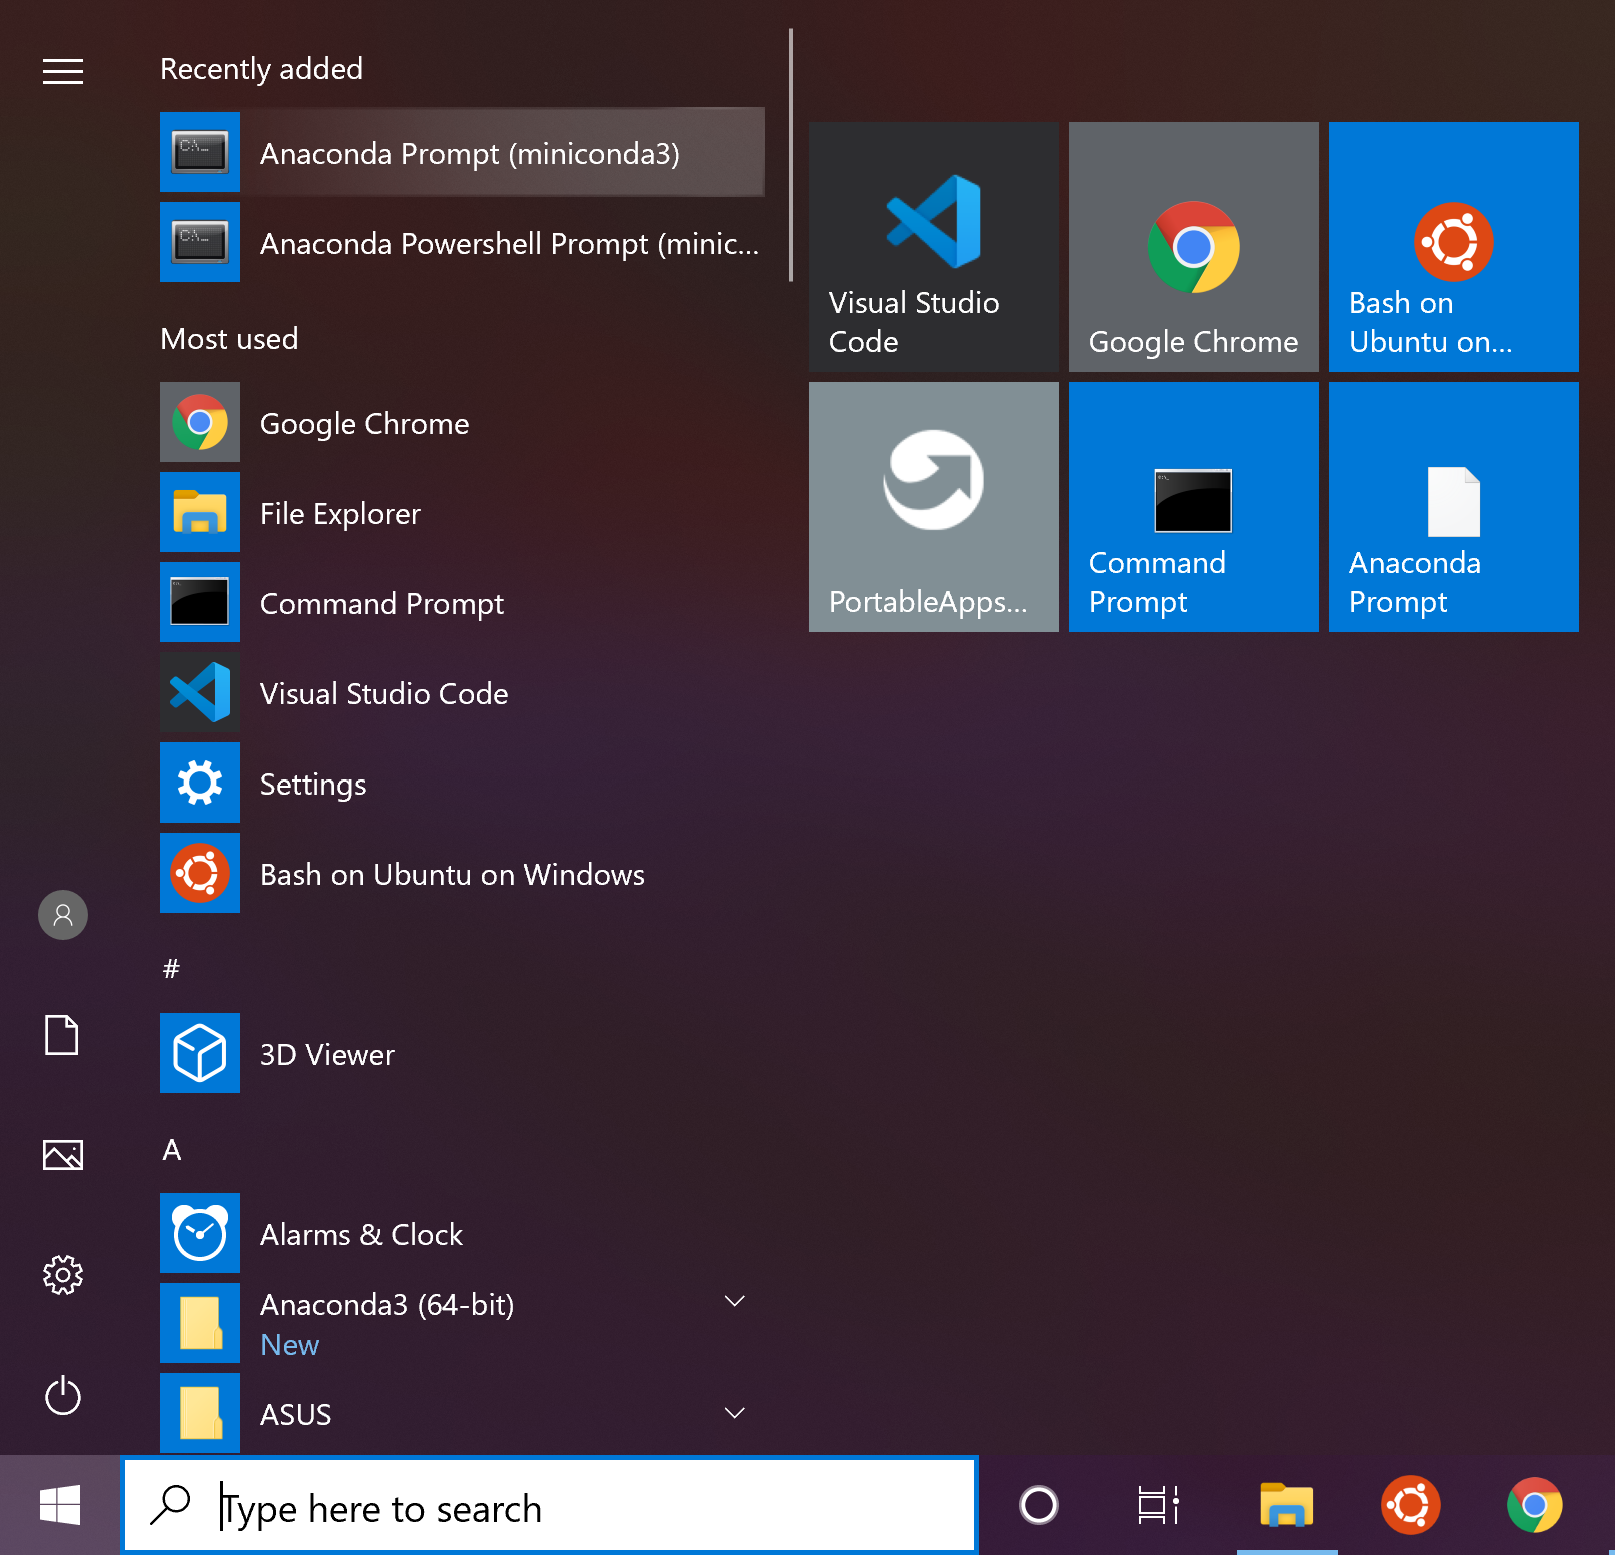 Recently added
Anaconda Prompt (miniconda3)
Anaconda Powershell Prompt (minic...
Most used
Google Chrome
File Explorer
Command Prompt
Visual Studio Code
Settings
Bash on Ubuntu on Windows
#
3D Viewer
A
Alarms & Clock
Anaconda3 (64-bit)
New
ASUS
Visual Studio
Code
Google Chrome
Bash on
Ubuntu on...
PortableApps...
Command
Prompt
Anaconda
Prompt
Type here to search